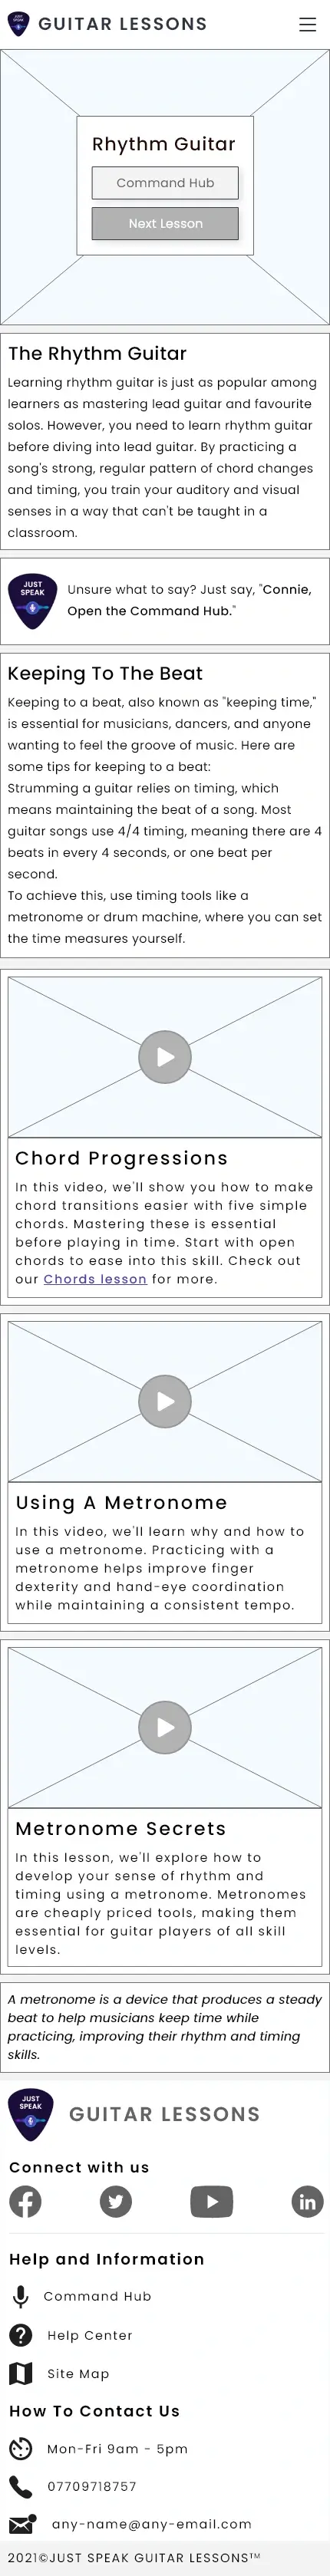 JUST
SPEAK
GUITAR LESSONS
Rhythm Guitar
Command Hub
Next Lesson
The Rhythm Guitar
Learning rhythm guitar is just as popular among
learners as mastering lead guitar and favourite
solos. However, you need to learn rhythm guitar
before diving into lead guitar. By practicing a
song's strong, regular pattern of chord changes
and timing, you train your auditory and visual
senses in a way that can't be taught in a
classroom.
JUST
SPEAK
Unsure what to say? Just say, "Connie,
Open the Command Hub."
Keeping To The Beat
Keeping to a beat, also known as "keeping time,"
is essential for musicians, dancers, and anyone
wanting to feel the groove of music. Here are
some tips for keeping to a beat:
Strumming a guitar relies on timing, which
means maintaining the beat of a song. Most
guitar songs use 4/4 timing, meaning there are 4
beats in every 4 seconds, or one beat per
second.
To achieve this, use timing tools like a
metronome or drum machine, where you can set
the time measures yourself.
Chord Progressions
In this video, we'll show you how to make
chord transitions easier with five simple
chords. Mastering these is essential
before playing in time. Start with open
chords to ease into this skill. Check out
our Chords lesson for more.
Using A Metronome
In this video, we'll learn why and how to
use a metronome. Practicing with a
metronome helps improve finger
dexterity and hand-eye coordination
while maintaining a consistent tempo.
Metronome Secrets
In this lesson, we'll explore how to
develop your sense of rhythm and
timing using a metronome. Metronomes
are cheaply priced tools, making them
essential for guitar players of all skill
levels.
A metronome is a device that produces a steady
beat to help musicians keep time while
practicing, improving their rhythm and timing
skills.
JUST
SPEAK
GUITAR LESSONS
Connect with us
Help and Information
Command Hub
Help Center
Site Map
How To Contact Us
Mon-Fri 9am - 5pm
07709718757
any-name@any-email.com
2021©JUST SPEAK GUITAR LESSONS™